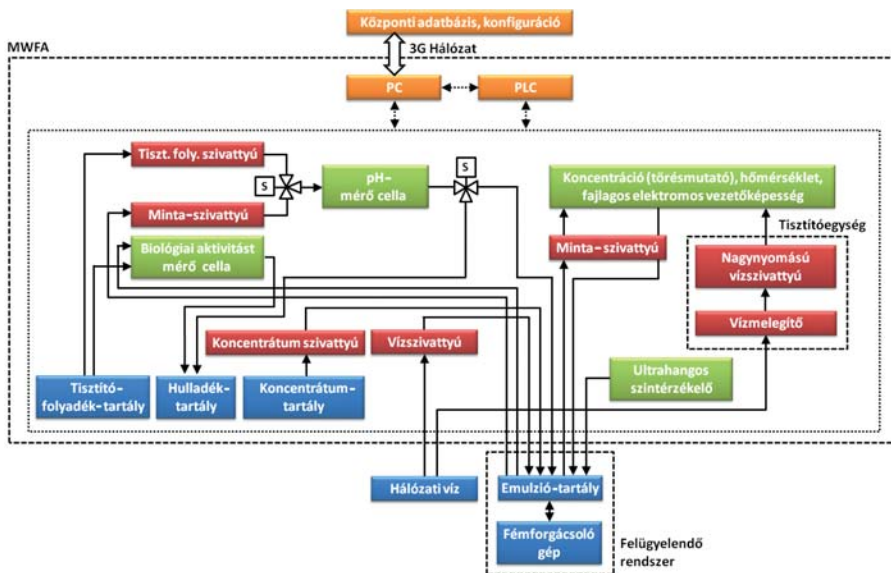 Központi adatbázis, konfiguráció
MWFA
3G Hálózat
PC
PLC
Tiszt. foly. szivattyú
S
S
pH-
mérő cella
Koncentráció (törésmutató), hőmérséklet,
fajlagos elektromos vezetőképesség
Minta-szivattyú
Tisztítóegység
Biológiai aktivitást
mérő cella
Minta-szivattyú
Nagynyomású
vízszivattyú
Koncentrátum szivattyú
Vízszivattyú
Vízmelegítő
Tisztító-
folyadék-tartály
Hulladék-
tartály
Koncentrátum-
tartály
Ultrahangos
szintérzékelő
Hálózati víz
Emulzió-tartály
Fémforgácsoló
gép
Felügyelendő
rendszer